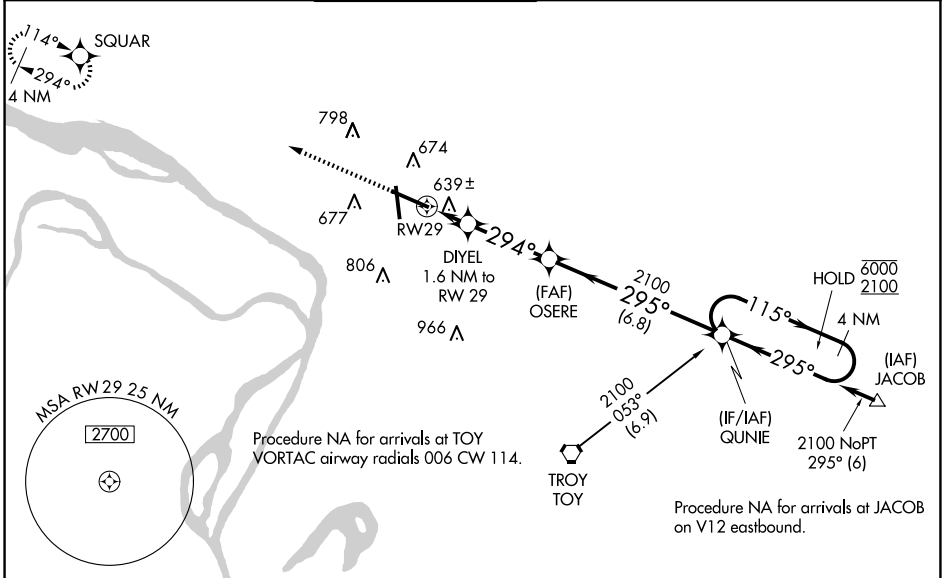 114°
SQUAR
294°
4 NM
798
674
639±
677
RW29
806
DIYEL
1.6 NM to
RW 29
294°
(FAF)
OSERE
966
2100
295°
(6.8)
HOLD
6000
2100
115°
4 NM
295°
(IAF)
JACOB
(IF/IAF)
QUNIE
2100 NoPT
295° (6)
2100
053°
(6.9)
TROY
TOY
MSA RW 29 25 NM
2700
Procedure NA for arrivals at TOY
VORTAC airway radials 006 CW 114.
Procedure NA for arrivals at JACOB
on V12 eastbound.